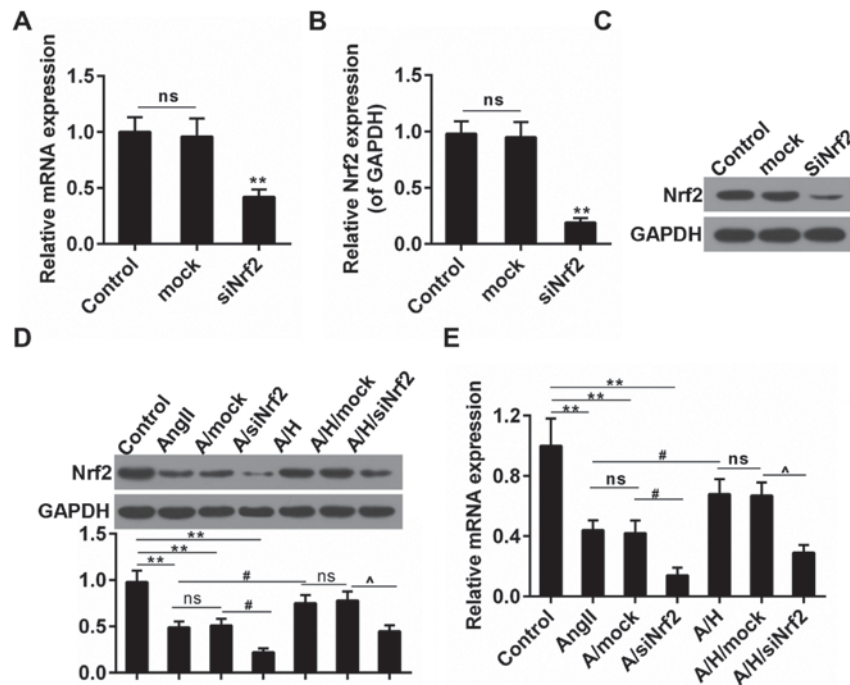 A
Relative mRNA expression
1.5
1.0
0.5
0.0
ns
**
Control
mock
siNrf2
B
Relative Nrf2 expression
(of GAPDH)
1.5
1.0
0.5
0.0
ns
**
Control
mock
siNrf2
C
Control
mock
SiNrf2
Nrf2
GAPDH
D
Control
AngII
A/mock
A/siNrf2
A/H
A/H/mock
A/H/siNrf2
Nrf2
GAPDH
1.5
1.0
0.5
0.0
**
**
**
#
ns
^
ns
#
E
Relative mRNA expression
1.2
0.8
0.4
0.0
**
**
**
#
ns
^
ns
#
Control
AngII
A/mock
A/siNrf2
A/H
A/H/mock
A/H/siNrf2